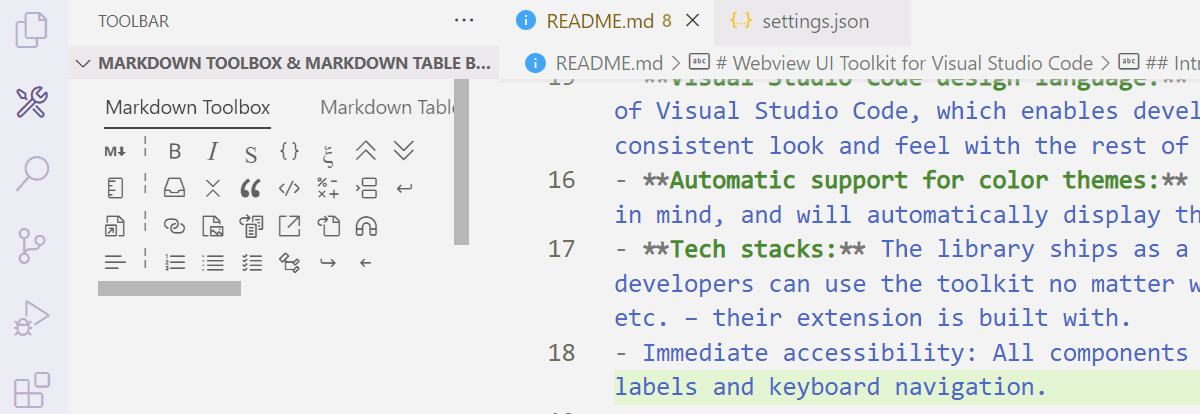 TOOLBAR
MARKDOWN TOOLBOX & MARKDOWN TABLE B...
Markdown Toolbox Markdown Table
M↓ B I S {} ξ
README.md 8 settings.json
README.md > # Webview UI Toolkit for Visual Studio Code > ## Int
19 **Visual Studio Code design language:**
of Visual Studio Code, which enables devel
consistent look and feel with the rest of
16 - **Automatic support for color themes:**
in mind, and will automatically display th
17 - **Tech stacks:** The library ships as a
developers can use the toolkit no matter w
etc. – their extension is built with.
18 - Immediate accessibility: All components
labels and keyboard navigation.